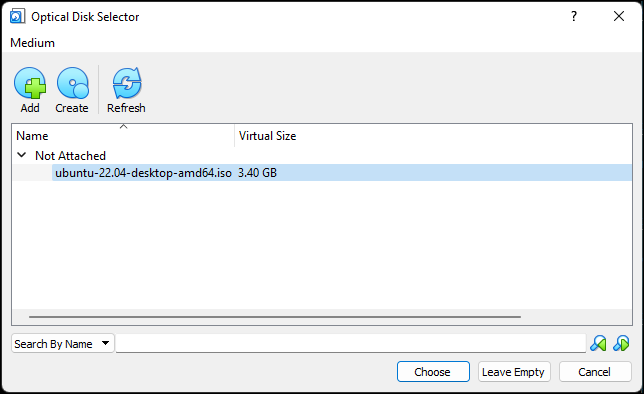 Optical Disk Selector
?
Medium
Add Create Refresh
Name Virtual Size
Not Attached
ubuntu-22.04-desktop-amd64.iso 3.40 GB
Search By Name
Choose Leave Empty Cancel